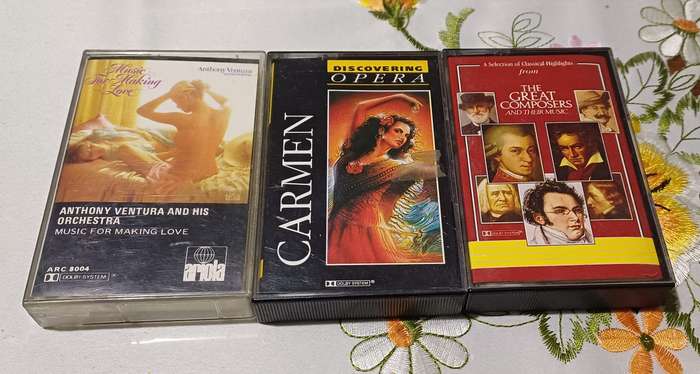 Music
for Making
Love
Anthony Ventura
ANTHONY VENTURA AND HIS
ORCHESTRA
MUSIC FOR MAKING LOVE
ARC 8004
DOLBY SYSTEM
ariola
DISCOVERING
OPERA
CARMEN
DOLBY SYSTEM
A Selection of Classical Highlights
from
THE
GREAT
COMPOSERS
AND THEIR MUSIC
DOLBY SYSTEM